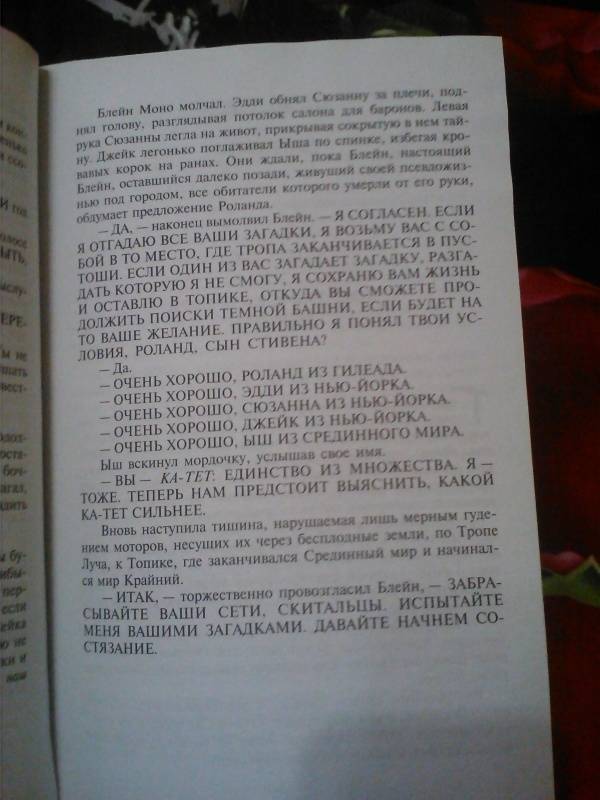 Блейн Моно молчал. Эдди обнял Сюзанну за плечи, под-
нял голову, разглядывая потолок салона для баронов. Левая
рука Сюзанны легла на живот, прикрывая сокрытую в нем тай-
ну. Джейк легонько поглаживал Ыша по спинке, избегая кро-
вавых корок на ранах. Они ждали, пока Блейн, настоящий
Блейн, оставшийся далеко позади, живущий своей псевдожиз-
нью под городом, все обитатели которого умерли от его руки,
обдумает предложение Роланда.
— ДА, — наконец вымолвил Блейн. — Я СОГЛАСЕН. ЕСЛИ
Я ОТГАДАЮ ВСЕ ВАШИ ЗАГАДКИ, Я ВОЗЬМУ ВАС С СО-
БОЙ В ТО МЕСТО, ГДЕ ТРОПА ЗАКАНЧИВАЕТСЯ В ПУС-
ТОШИ. ЕСЛИ ОДИН ИЗ ВАС ЗАГАДАЕТ ЗАГАДКУ, РАЗГА-
ДАТЬ КОТОРУЮ Я НЕ СМОГУ, Я СОХРАНЮ ВАМ ЖИЗНЬ
И ОСТАВЛЮ В ТОПИКЕ, ОТКУДА ВЫ СМОЖЕТЕ ПРО-
ДОЛЖИТЬ ПОИСКИ ТЕМНОЙ БАШНИ, ЕСЛИ БУДЕТ НА
ТО ВАШЕ ЖЕЛАНИЕ. ПРАВИЛЬНО Я ПОНЯЛ ТВОИ УС-
ЛОВИЯ, РОЛАНД, СЫН СТИВЕНА?
— Да.
— ОЧЕНЬ ХОРОШО, РОЛАНД ИЗ ГИЛЕАДА.
— ОЧЕНЬ ХОРОШО, ЭДДИ ИЗ НЬЮ-ЙОРКА.
— ОЧЕНЬ ХОРОШО, СЮЗАННА ИЗ НЬЮ-ЙОРКА.
— ОЧЕНЬ ХОРОШО, ДЖЕЙК ИЗ НЬЮ-ЙОРКА.
— ОЧЕНЬ ХОРОШО, ЫШ ИЗ СРЕДИННОГО МИРА.
Ыш вскинул мордочку, услышав свое имя.
— ВЫ — КА-ТЕТ: ЕДИНСТВО ИЗ МНОЖЕСТВА. Я —
ТОЖЕ. ТЕПЕРЬ НАМ ПРЕДСТОИТ ВЫЯСНИТЬ, КАКОЙ
КА-ТЕТ СИЛЬНЕЕ.
Вновь наступила тишина, нарушаемая лишь мерным гуде-
нием моторов, несущих их через бесплодные земли, по Тропе
Луча, к Топике, где заканчивался Срединный мир и начинал-
ся мир Крайний.
— ИТАК, — торжественно провозгласил Блейн, — ЗАБРА-
СЫВАЙТЕ ВАШИ СЕТИ, СКИТАЛЬЦЫ. ИСПЫТАЙТЕ
МЕНЯ ВАШИМИ ЗАГАДКАМИ. ДАВАЙТЕ НАЧНЕМ СО-
СТЯЗАНИЕ.